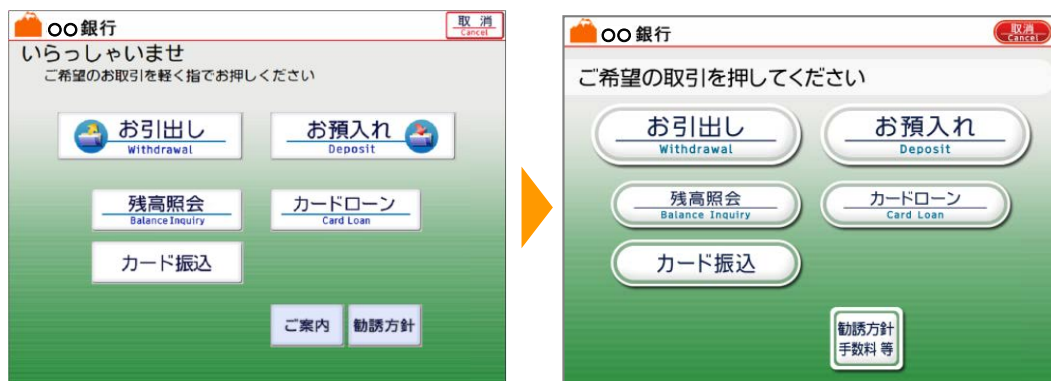 ○○銀行
取 消
Cancel
いらっしゃいませ
ご希望のお取引を軽く指でお押しください
お引出し
Withdrawal
お預入れ
Deposit
残高照会
Balance Inquiry
カードローン
Card Loan
カード振込
ご案内
勧誘方針
○○銀行
取消
Cancel
ご希望の取引を押してください
お引出し
Withdrawal
お預入れ
Deposit
残高照会
Balance Inquiry
カードローン
Card Loan
カード振込
勧誘方針
手数料 等